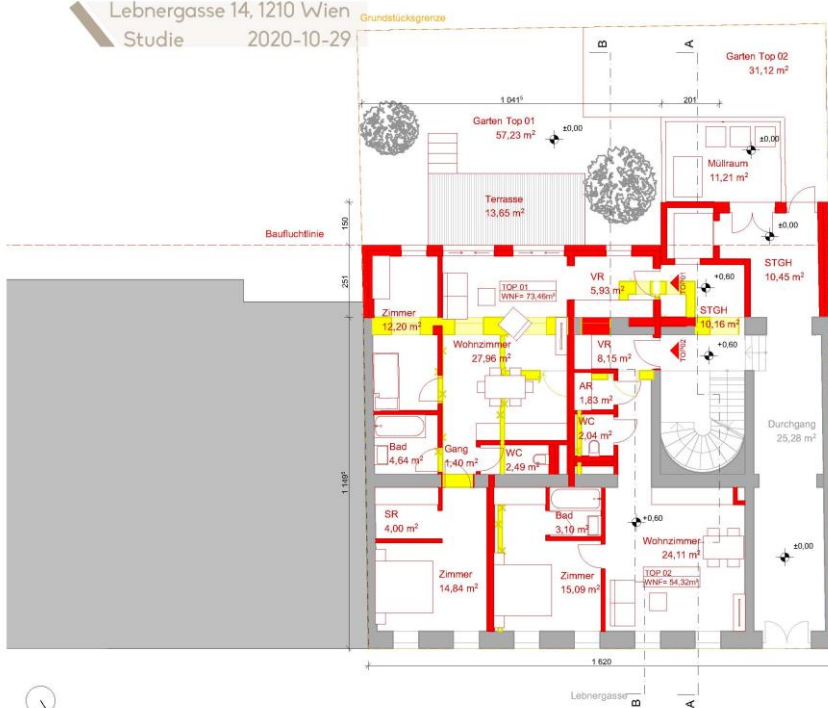 Lebnergasse 14, 1210 Wien
Studie 2020-10-29
Grundstücksgrenze
B
A
Garten Top 02
31,12 m²
1 041⁵
201
Garten Top 01
57,23 m²
±0,00
±0,00
Müllraum
11,21 m²
Terrasse
13,65 m²
150
Baufluchtlinie
±0,00
STGH
10,45 m²
251
VR
5,93 m²
+0,60
TOP01
TOP 01
WNF= 73,46m²
Zimmer
12,20 m²
STGH
10,16 m²
Wohnzimmer
27,96 m²
VR
8,15 m²
TOP02
+0,60
AR
1,83 m²
WC
2,04 m²
Durchgang
25,28 m²
Bad
4,64 m²
Gang
1,40 m²
WC
2,49 m²
1 149⁵
SR
4,00 m²
Bad
3,10 m²
+0,60
Wohnzimmer
24,11 m²
±0,00
Zimmer
14,84 m²
Zimmer
15,09 m²
TOP 02
WNF= 54,32m²
1 620
Lebnergasse
B
A